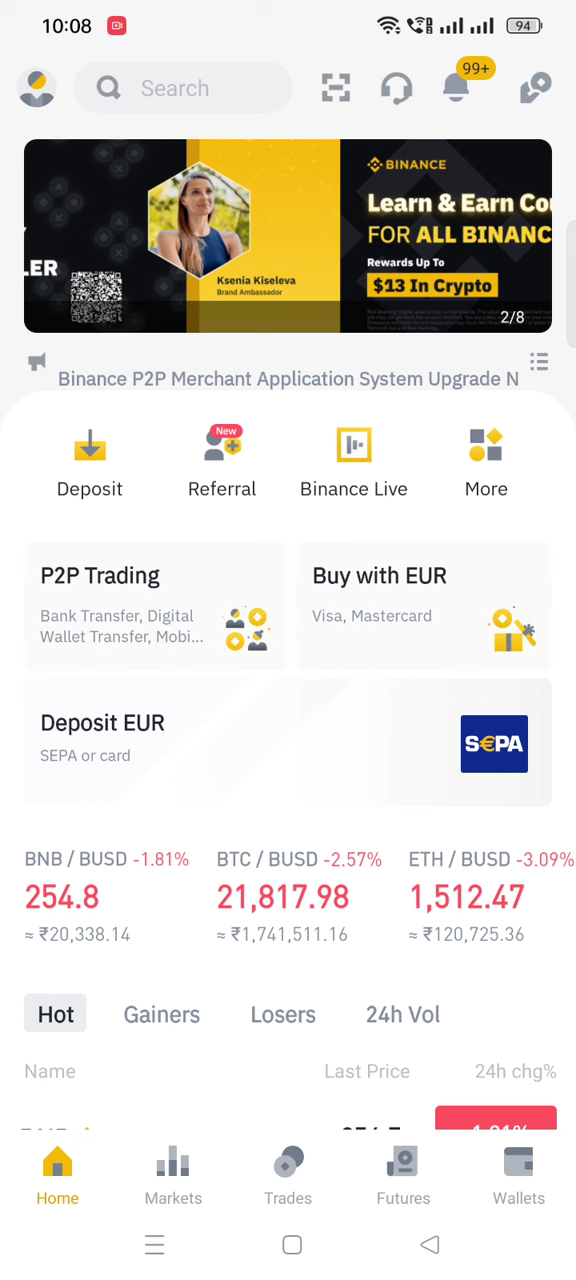 10:08
94
99+
Search
BINANCE
Learn & Earn Co
FOR ALL BINANC
Rewards Up To
$13 In Crypto
LER
Ksenia Kiseleva
Brand Ambassador
2/8
Binance P2P Merchant Application System Upgrade N
New
Deposit
Referral
Binance Live
More
P2P Trading
Bank Transfer, Digital
Wallet Transfer, Mobi...
Buy with EUR
Visa, Mastercard
Deposit EUR
SEPA or card
S€PA
BNB / BUSD -1.81%
254.8
≈ ₹20,338.14
BTC / BUSD -2.57%
21,817.98
≈ ₹1,741,511.16
ETH / BUSD -3.09%
1,512.47
≈ ₹120,725.36
Hot Gainers Losers 24h Vol
Name Last Price 24h chg%
Home Markets Trades Futures Wallets